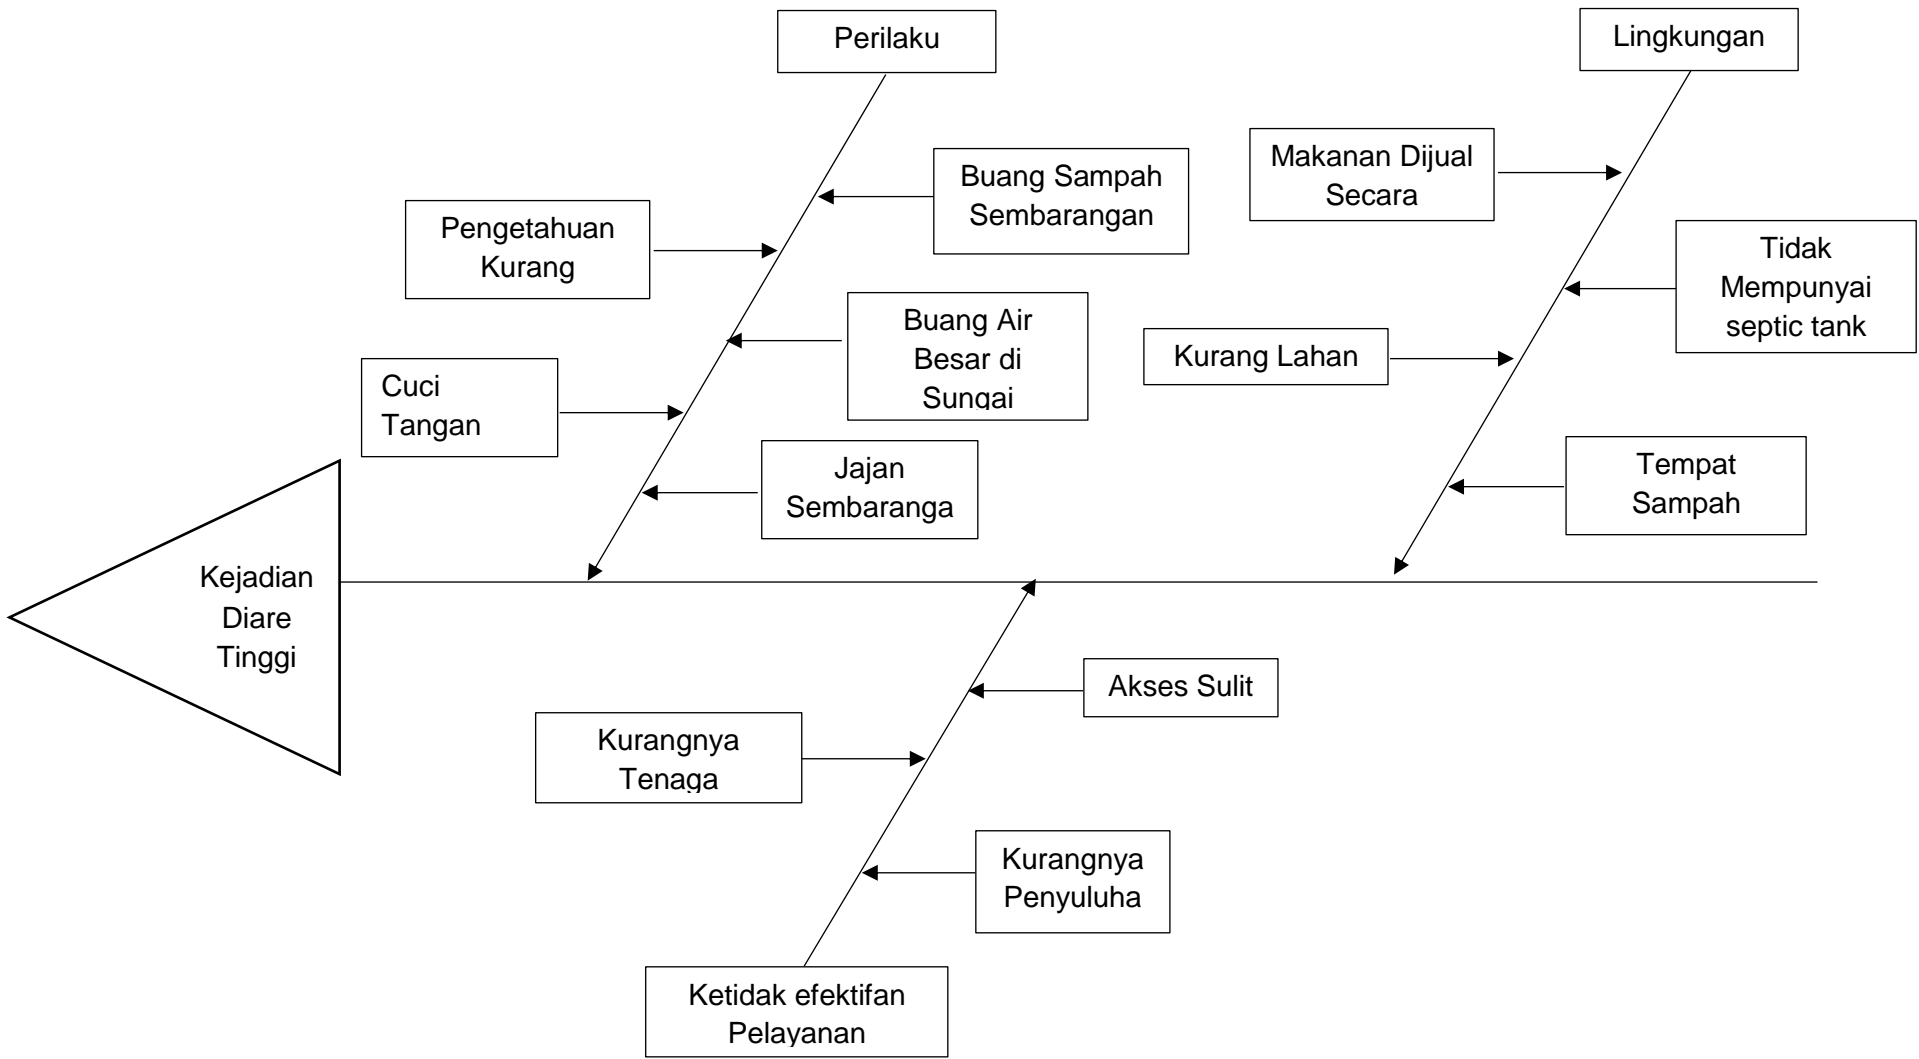 Perilaku
Lingkungan
Buang Sampah
Sembarangan
Makanan Dijual
Secara
Pengetahuan
Kurang
Tidak
Mempunyai
septic tank
Buang Air
Besar di
Sungai
Kurang Lahan
Cuci
Tangan
Jajan
Sembaranga
Tempat
Sampah
Kejadian
Diare
Tinggi
Akses Sulit
Kurangnya
Tenaga
Kurangnya
Penyuluha
Ketidak efektifan
Pelayanan